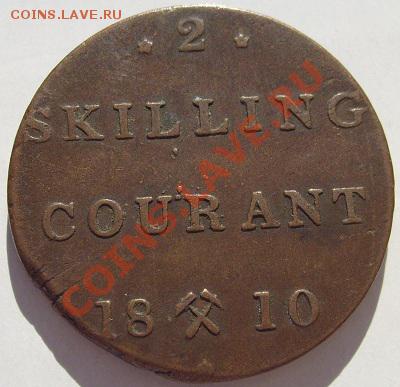 COINS.LAVE.RU
2
SKILLING
COURANT
18 ⚒ 10
COINS.LAVE.RU